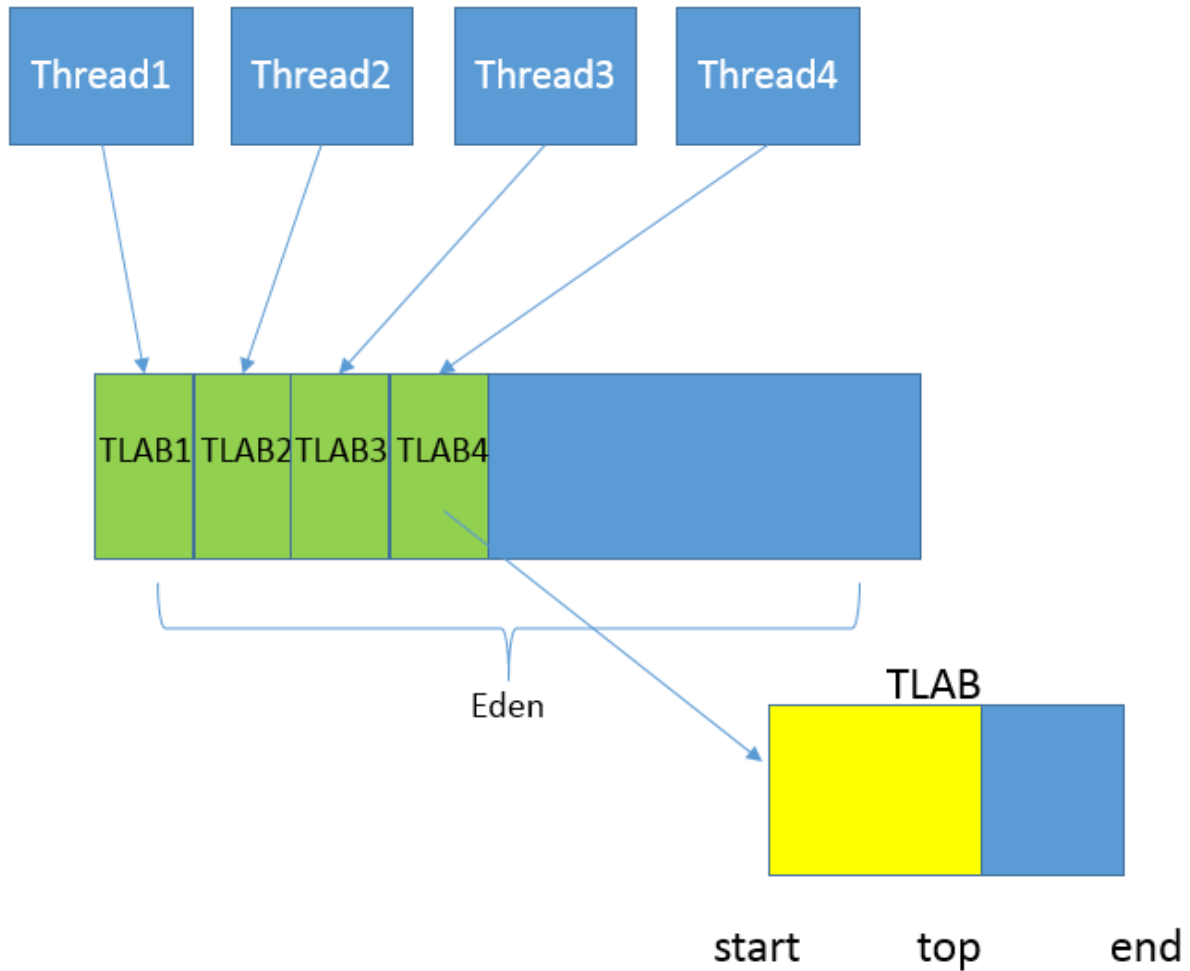 Thread1 Thread2 Thread3 Thread4
TLAB1 TLAB2 TLAB3 TLAB4
Eden
TLAB
start top end